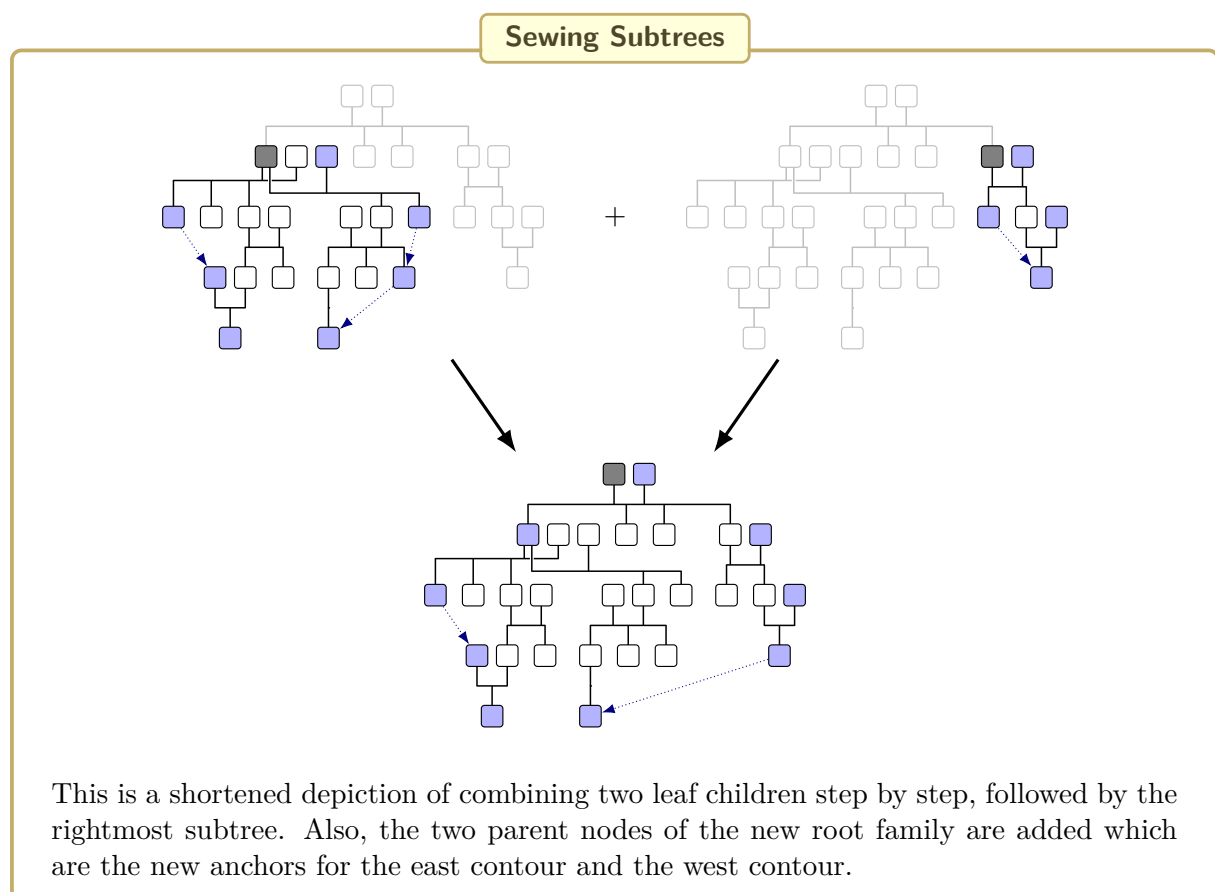 Sewing Subtrees
+
This is a shortened depiction of combining two leaf children step by step, followed by the
rightmost subtree. Also, the two parent nodes of the new root family are added which
are the new anchors for the east contour and the west contour.